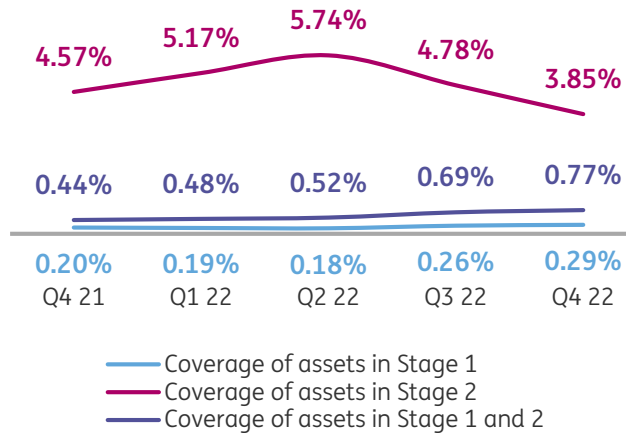 4.57% 5.17% 5.74% 4.78% 3.85%
0.44% 0.48% 0.52% 0.69% 0.77%
0.20% 0.19% 0.18% 0.26% 0.29%
Q4 21 Q1 22 Q2 22 Q3 22 Q4 22
Coverage of assets in Stage 1
Coverage of assets in Stage 2
Coverage of assets in Stage 1 and 2